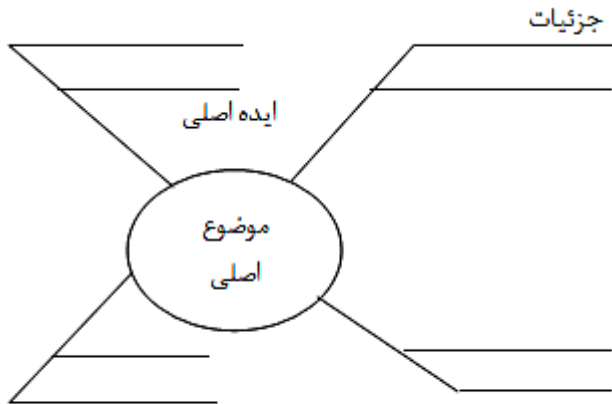 جزئیات
ایده اصلی
موضوع
اصلی